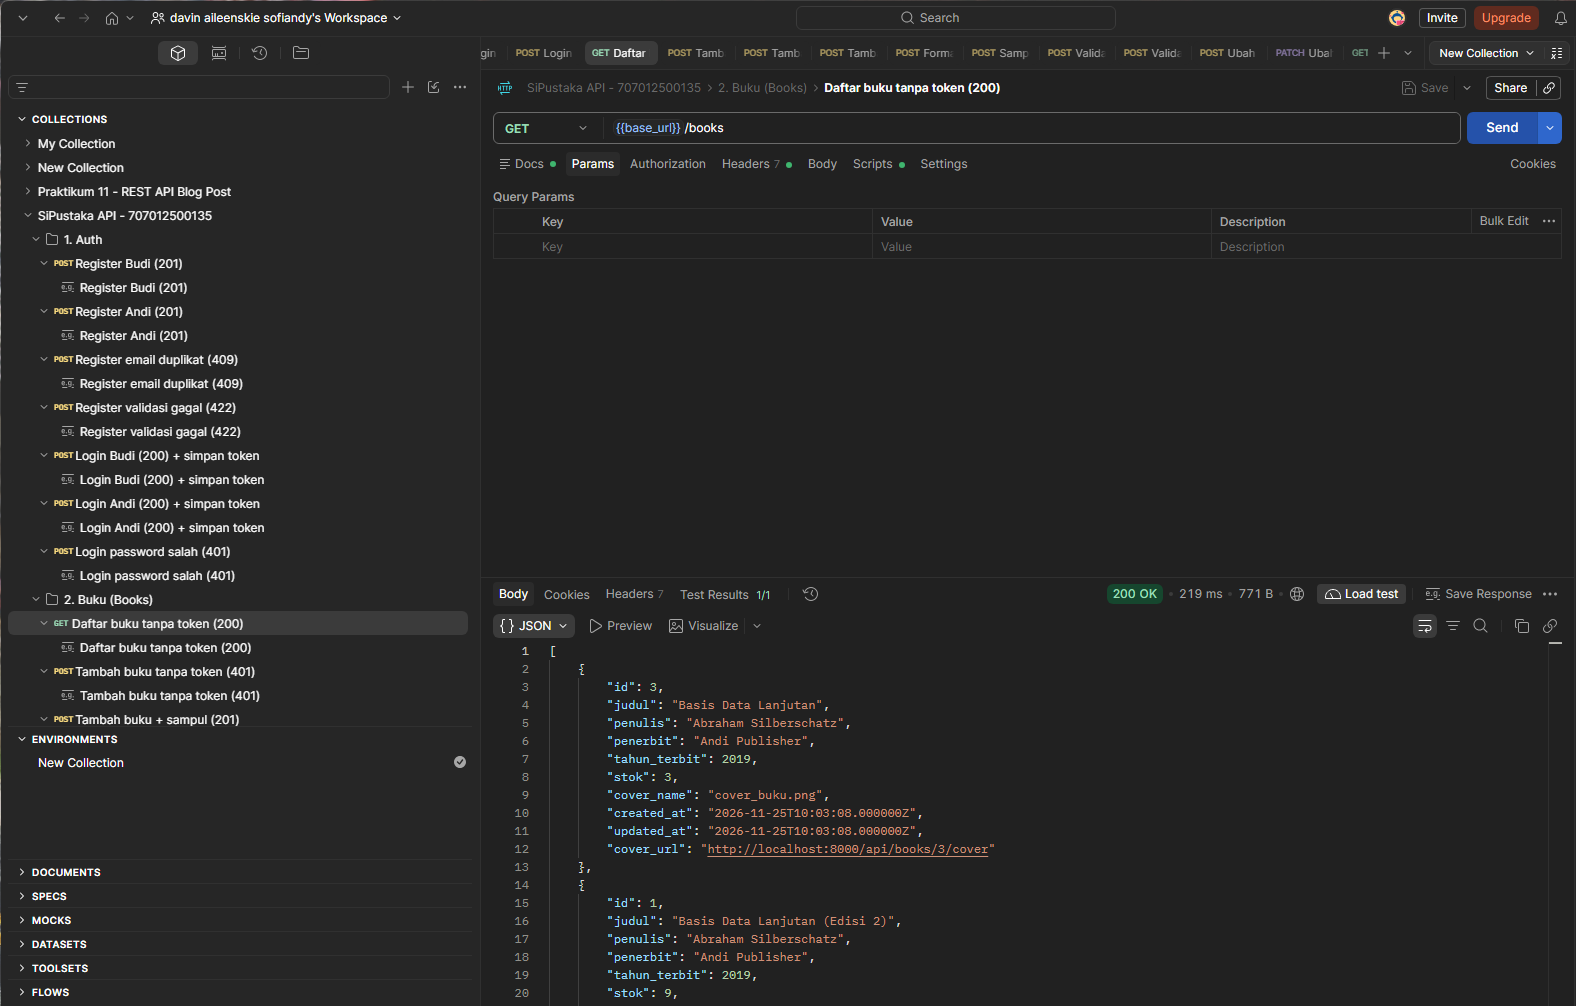 davin aileenskie sofiandy's Workspace
Search
Invite
Upgrade
gin
POST Login
GET Daftar
POST Tamb
POST Tamb
POST Tamb
POST Forma
POST Samp
POST Valida
POST Valida
POST Ubah
PATCH Ubal
GET
New Collection
COLLECTIONS
My Collection
New Collection
Praktikum 11 - REST API Blog Post
SiPustaka API - 707012500135
1. Auth
POST Register Budi (201)
e.g. Register Budi (201)
POST Register Andi (201)
e.g. Register Andi (201)
POST Register email duplikat (409)
e.g. Register email duplikat (409)
POST Register validasi gagal (422)
e.g. Register validasi gagal (422)
POST Login Budi (200) + simpan token
e.g. Login Budi (200) + simpan token
POST Login Andi (200) + simpan token
e.g. Login Andi (200) + simpan token
POST Login password salah (401)
e.g. Login password salah (401)
2. Buku (Books)
GET Daftar buku tanpa token (200)
e.g. Daftar buku tanpa token (200)
POST Tambah buku tanpa token (401)
e.g. Tambah buku tanpa token (401)
POST Tambah buku + sampul (201)
ENVIRONMENTS
New Collection
DOCUMENTS
SPECS
MOCKS
DATASETS
TOOLSETS
FLOWS
HTTP SiPustaka API - 707012500135 > 2. Buku (Books) > Daftar buku tanpa token (200)
Save
Share
GET {{base_url}} /books
Send
Docs Params Authorization Headers 7 Body Scripts Settings
Cookies
Query Params
Key Value Description Bulk Edit
Key Value Description
Body Cookies Headers 7 Test Results 1/1
200 OK • 219 ms • 771 B
Load test
e.g. Save Response
{} JSON Preview Visualize
1 [
2 {
3 "id": 3,
4 "judul": "Basis Data Lanjutan",
5 "penulis": "Abraham Silberschatz",
6 "penerbit": "Andi Publisher",
7 "tahun_terbit": 2019,
8 "stok": 3,
9 "cover_name": "cover_buku.png",
10 "created_at": "2026-11-25T10:03:08.000000Z",
11 "updated_at": "2026-11-25T10:03:08.000000Z",
12 "cover_url": "http://localhost:8000/api/books/3/cover"
13 },
14 {
15 "id": 1,
16 "judul": "Basis Data Lanjutan (Edisi 2)",
17 "penulis": "Abraham Silberschatz",
18 "penerbit": "Andi Publisher",
19 "tahun_terbit": 2019,
20 "stok": 9,